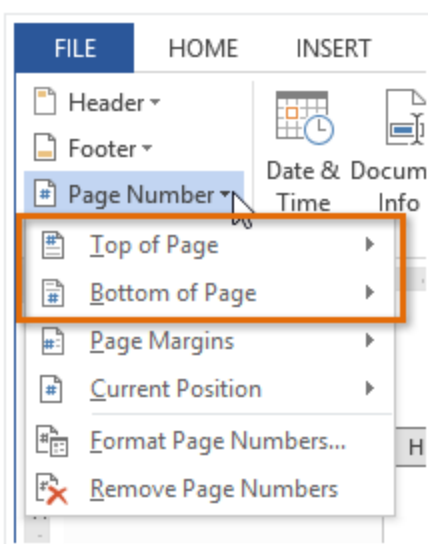 FILE HOME INSERT
Header
Footer
Page Number
Date & Time
Docum
Info
Top of Page
Bottom of Page
Page Margins
Current Position
H
Format Page Numbers...
Remove Page Numbers